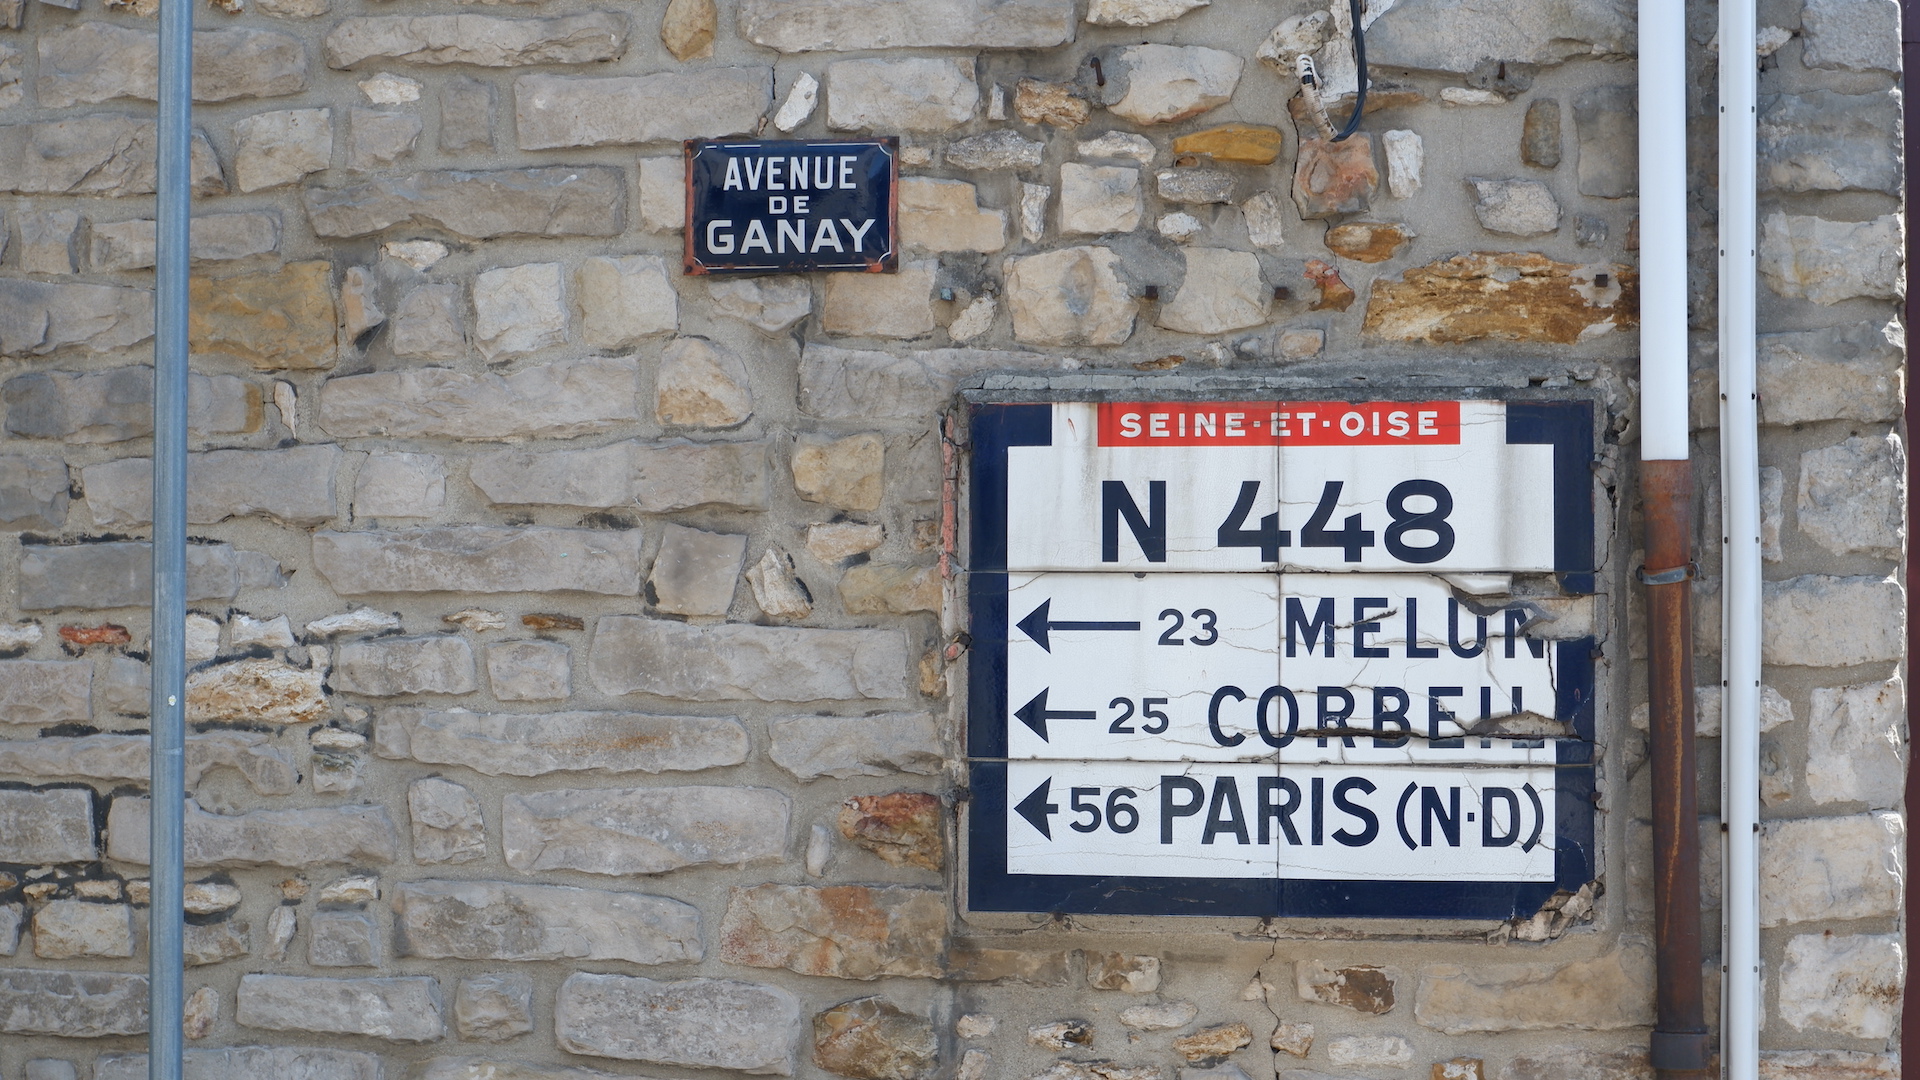 AVENUE
DE
GANAY
SEINE-ET-OISE
N 448
23 MELUN
25 CORBEIL
56 PARIS (N·D)